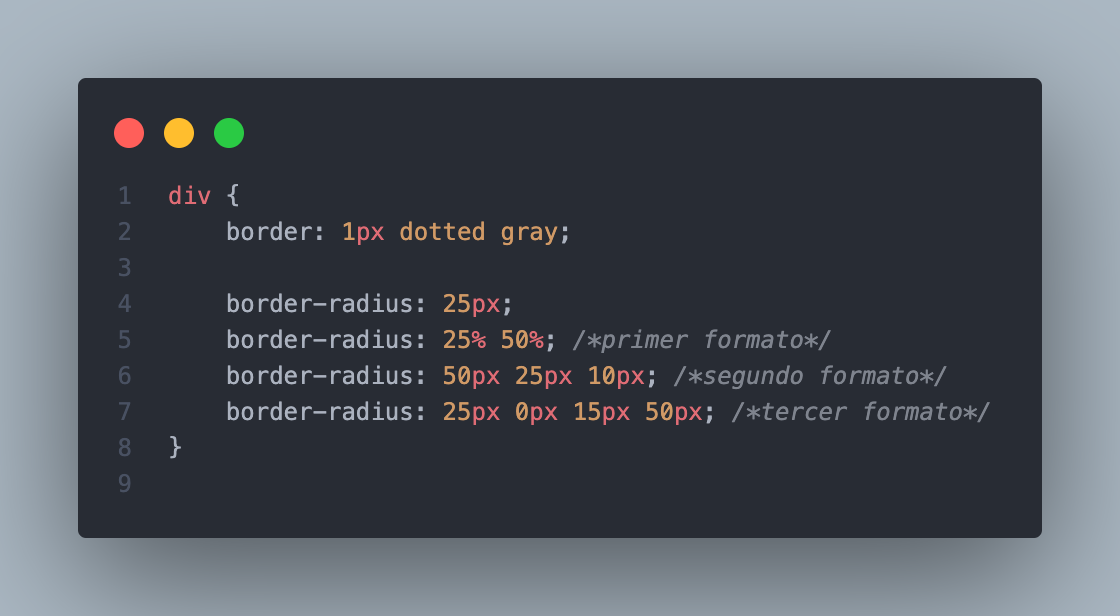 1 div {
2 border: 1px dotted gray;
3
4 border-radius: 25px;
5 border-radius: 25% 50%; /*primer formato*/
6 border-radius: 50px 25px 10px; /*segundo formato*/
7 border-radius: 25px 0px 15px 50px; /*tercer formato*/
8 }
9